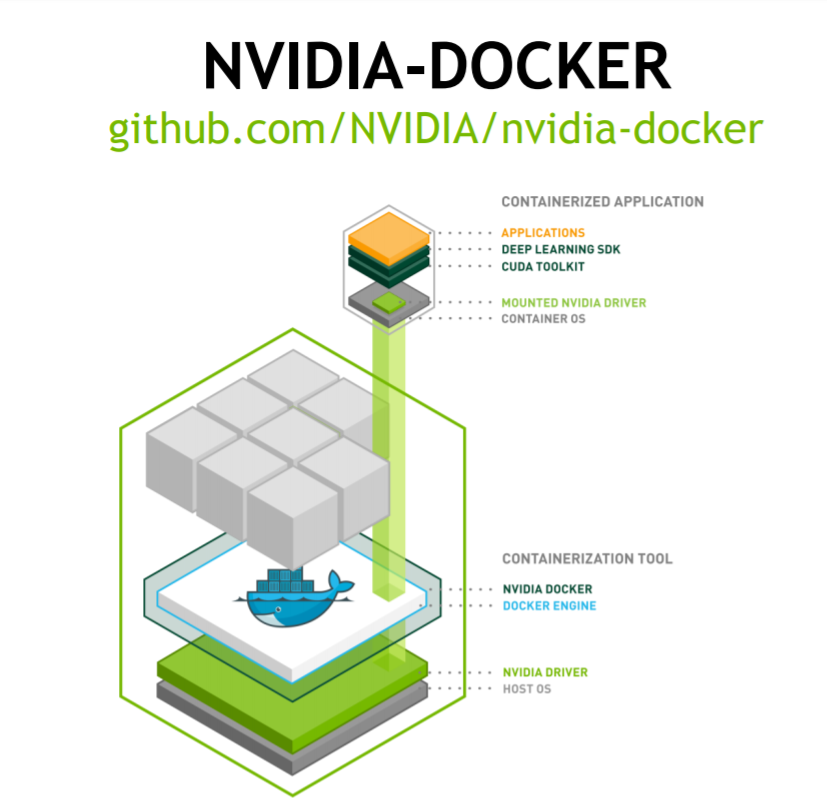 NVIDIA-DOCKER
github.com/NVIDIA/nvidia-docker
CONTAINERIZED APPLICATION
APPLICATIONS
DEEP LEARNING SDK
CUDA TOOLKIT
MOUNTED NVIDIA DRIVER
CONTAINER OS
CONTAINERIZATION TOOL
NVIDIA DOCKER
DOCKER ENGINE
NVIDIA DRIVER
HOST OS